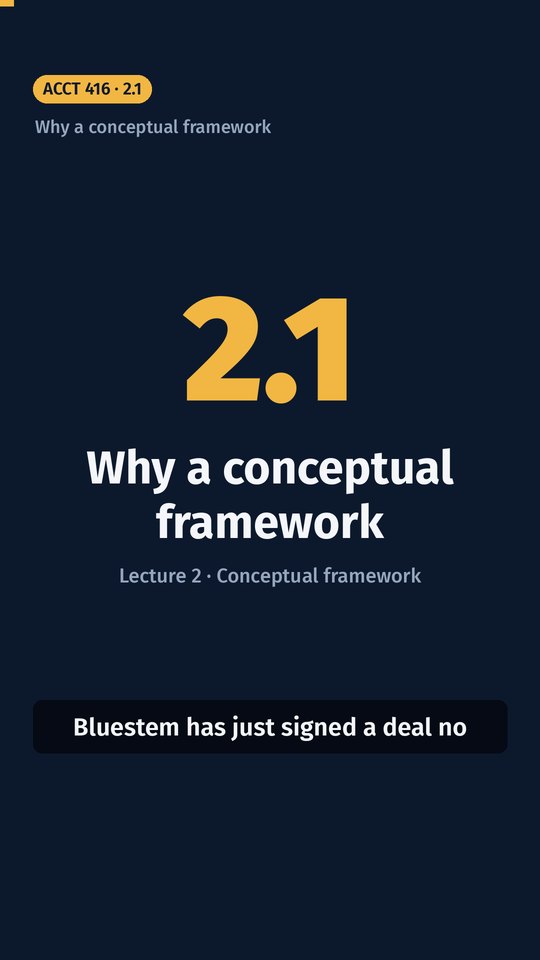 ACCT 416 · 2.1
Why a conceptual framework
2.1
Why a conceptual
framework
Lecture 2 · Conceptual framework
Bluestem has just signed a deal no